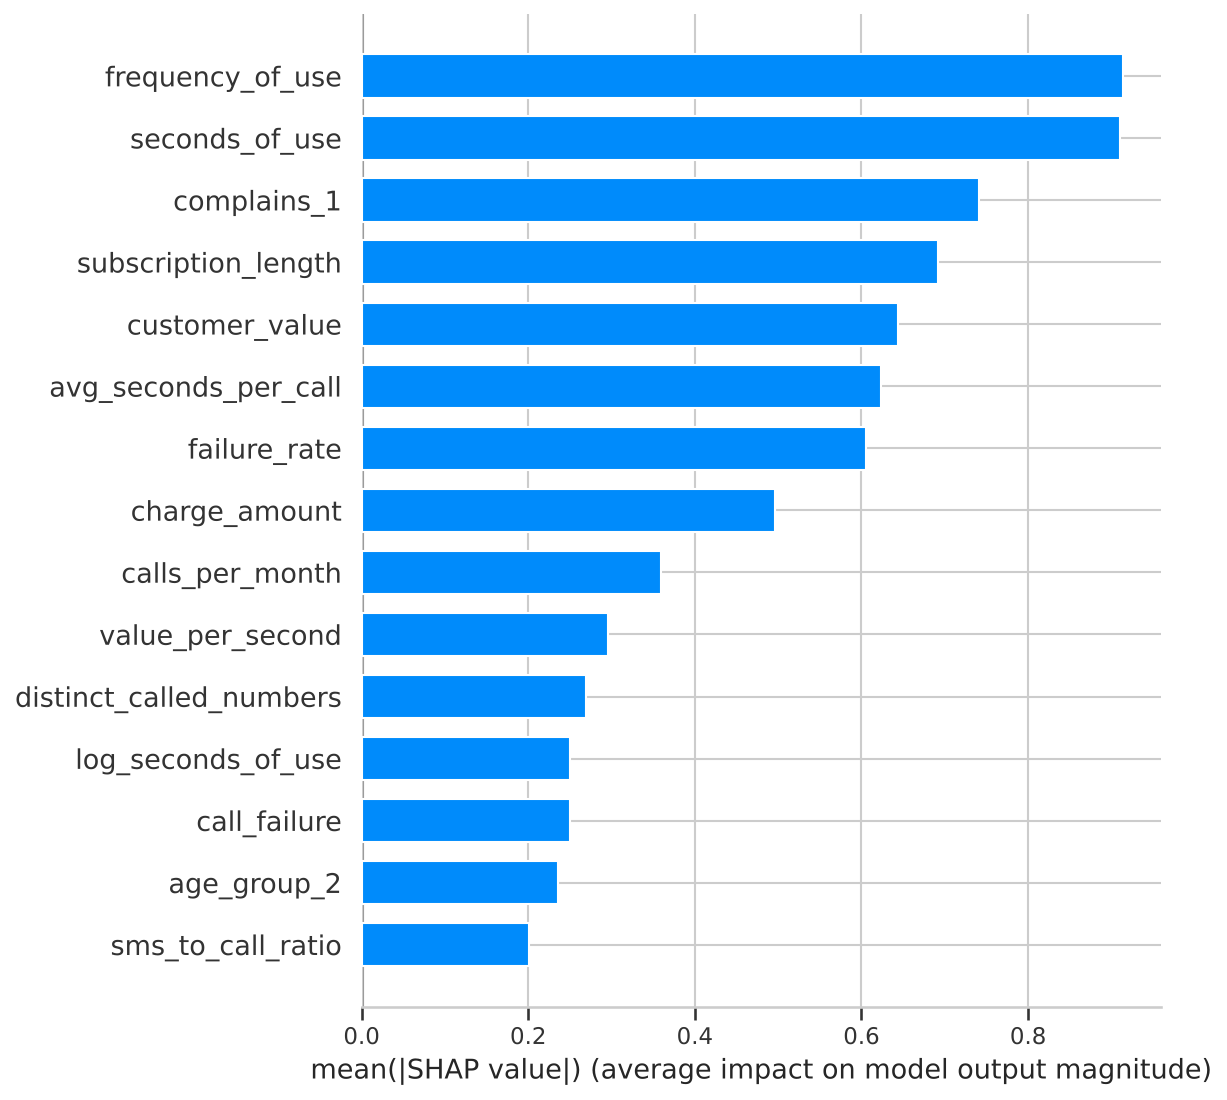 frequency_of_use
seconds_of_use
complains_1
subscription_length
customer_value
avg_seconds_per_call
failure_rate
charge_amount
calls_per_month
value_per_second
distinct_called_numbers
log_seconds_of_use
call_failure
age_group_2
sms_to_call_ratio
0.0 0.2 0.4 0.6 0.8
mean(|SHAP value|) (average impact on model output magnitude)